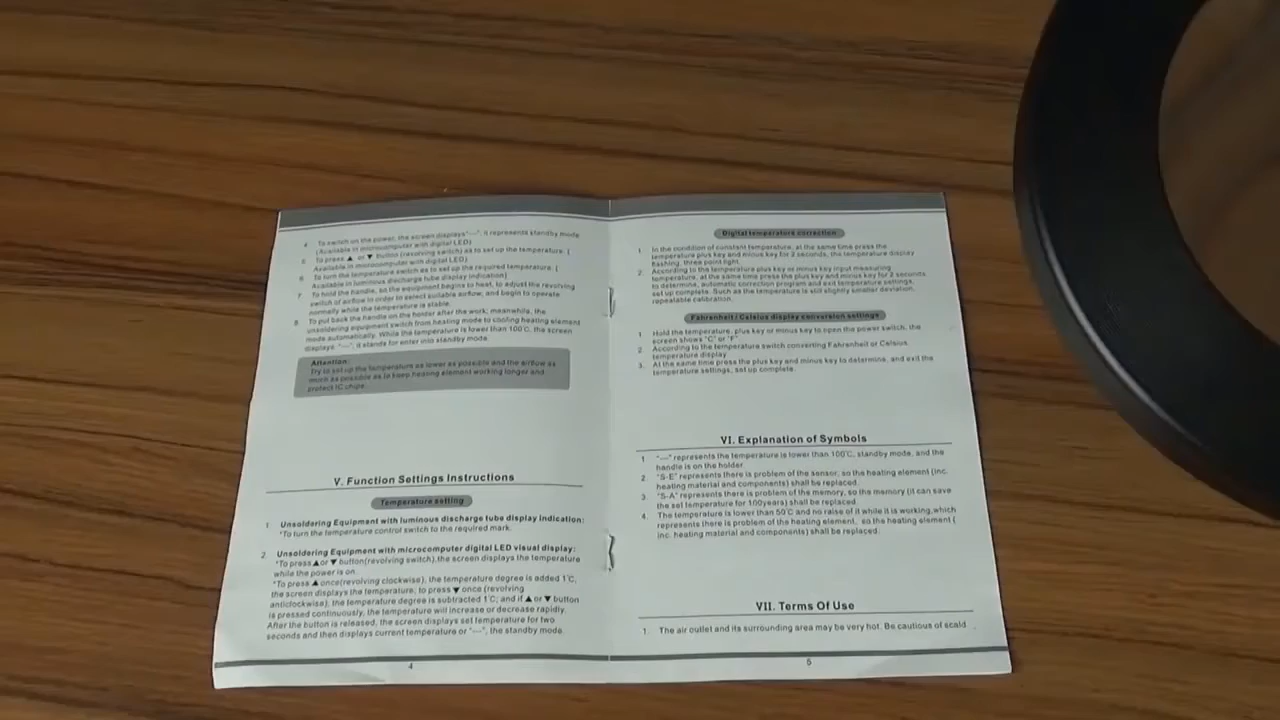 4 To switch on the power, the screen displays"---", it represents standby mode
(Available in microcomputer with digital LED)
5 To press ▲ or ▼ button (revolving switch) as to set up the temperature. (
Available in microcomputer with digital LED)
6 To turn the temperature switch as to set up the required temperature. (
Available in luminous discharge tube display indication)
7 To hold the handle, so the equipment begins to heat, to adjust the revolving
switch of airflow in order to select suitable airflow, and begin to operate
normally while the temperature is stable.
8 To put back the handle on the holder after the work; meanwhile, the
unsoldering equipment switch from heating mode to cooling heating element
mode automatically. While the temperature is lower than 100℃, the screen
displays "---", it stands for enter into standby mode.
Attention:
Try to set up the temperature as lower as possible and the airflow as
much as possible as to keep heating element working longer and
protect IC chips.
V. Function Settings Instructions
Temperature setting
1 Unsoldering Equipment with luminous discharge tube display indication:
*To turn the temperature control switch to the required mark.
2 Unsoldering Equipment with microcomputer digital LED visual display:
*To press▲or ▼ button(revolving switch),the screen displays the temperature
while the power is on.
*To press ▲once(revolving clockwise), the temperature degree is added 1℃,
the screen displays the temperature; to press ▼ once (revolving
anticlockwise), the temperature degree is subtracted 1℃; and if ▲or ▼ button
is pressed continuously, the temperature will increase or decrease rapidly.
After the button is released, the screen displays set temperature for two
seconds and then displays current temperature or "---", the standby mode.
4
Digital temperature correction
1. In the condition of constant temperature, at the same time press the
temperature plus key and minus key for 2 seconds, the temperature display
flashing, three point light.
2. According to the temperature plus key or minus key input measuring
temperature, at the same time press the plus key and minus key for 2 seconds
to determine, automatic correction program and exit temperature settings,
set up complete. Such as the temperature is still slightly smaller deviation,
repeatable calibration.
Fahrenheit / Celsius display conversion settings
1 Hold the temperature, plus key or minus key to open the power switch, the
screen shows "C" or "F"
2 According to the temperature switch converting Fahrenheit or Celsius
temperature display
3. At the same time press the plus key and minus key to determine, and exit the
temperature settings, set up complete.
VI. Explanation of Symbols
1 "---" represents the temperature is lower than 100℃, standby mode, and the
handle is on the holder.
2. "S-E" represents there is problem of the sensor, so the heating element (inc.
heating material and components) shall be replaced.
3. "S-A" represents there is problem of the memory, so the memory (it can save
the set temperature for 100years) shall be replaced.
4. The temperature is lower than 50℃ and no raise of it while it is working,which
represents there is problem of the heating element, so the heating element (
inc. heating material and components) shall be replaced.
VII. Terms Of Use
1. The air outlet and its surrounding area may be very hot. Be cautious of scald.
5